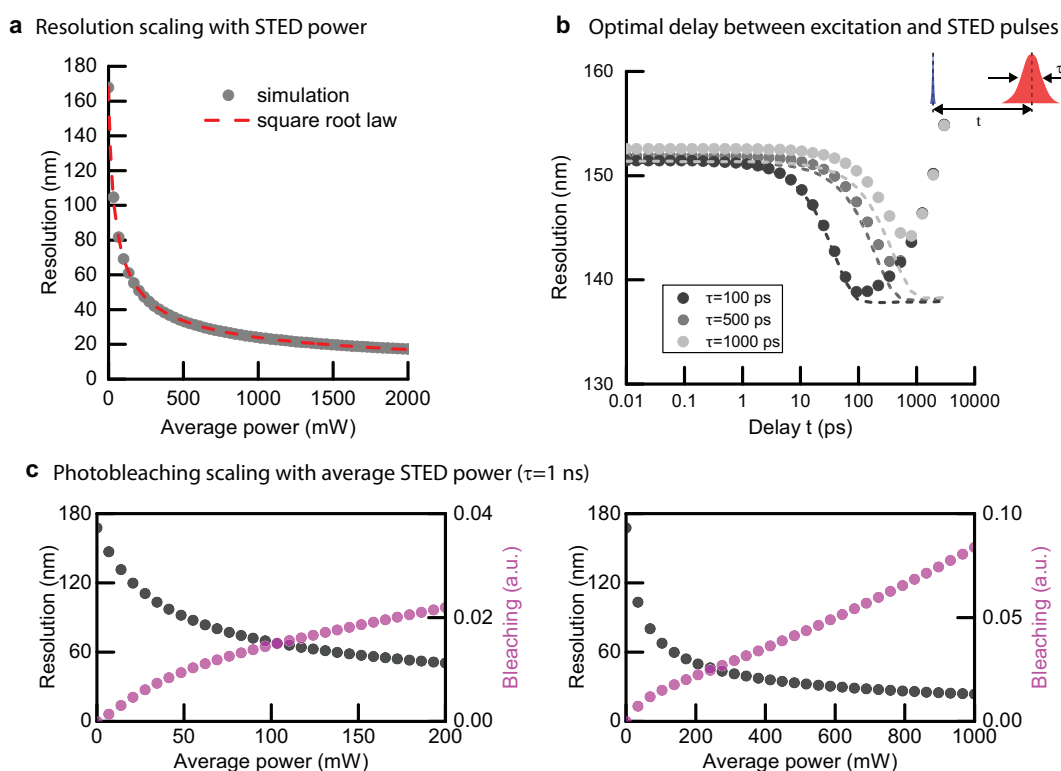 a Resolution scaling with STED power
180
160
140
120
100
80
60
40
20
0
Resolution (nm)
simulation
square root law
0 500 1000 1500 2000
Average power (mW)
b Optimal delay between excitation and STED pulses
160
150
140
130
Resolution (nm)
τ
t
τ=100 ps
τ=500 ps
τ=1000 ps
0.01 0.1 1 10 100 1000 10000
Delay t (ps)
c Photobleaching scaling with average STED power (τ=1 ns)
180
120
60
0
Resolution (nm)
0.04
0.02
0.00
Bleaching (a.u.)
0 50 100 150 200
Average power (mW)
180
120
60
0
Resolution (nm)
0.10
0.05
0.00
Bleaching (a.u.)
0 200 400 600 800 1000
Average power (mW)